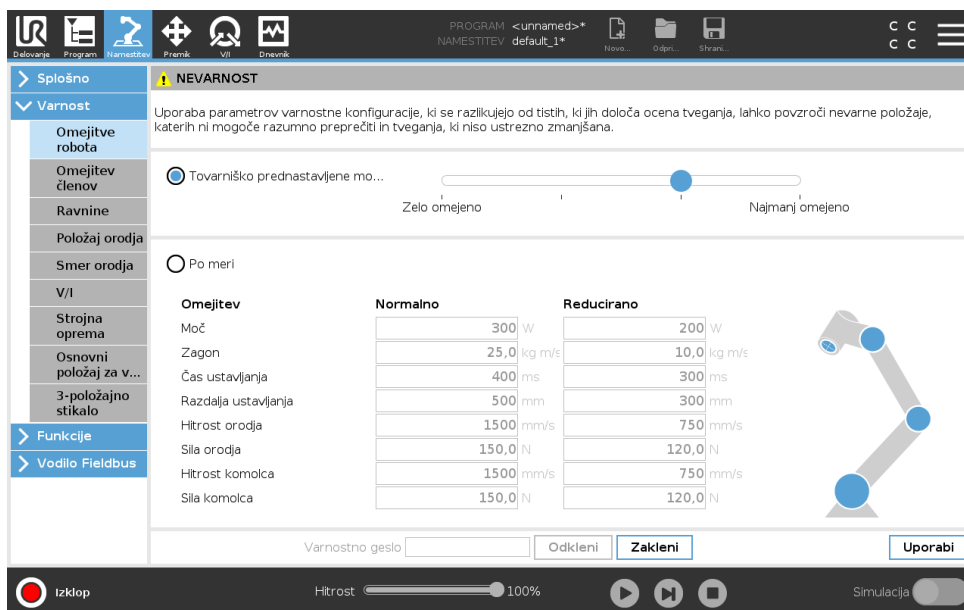 UR
PROGRAM <unnamed>*
NAMESTITEV default_1*
Delovanje Program Namestitev Premik V/I Dnevnik
Novo... Odpri... Shrani...
C C
C C
Splošno
Varnost
Omejitve robota
Omejitev členov
Ravnine
Položaj orodja
Smer orodja
V/I
Strojna oprema
Osnovni položaj za v...
3-položajno stikalo
Funkcije
Vodilo Fieldbus
NEVARNOST
Uporaba parametrov varnostne konfiguracije, ki se razlikujejo od tistih, ki jih določa ocena tveganja, lahko povzroči nevarne položaje,
katerih ni mogoče razumno preprečiti in tveganja, ki niso ustrezno zmanjšana.
Tovarniško prednastavljene mo...
Zelo omejeno Najmanj omejeno
Po meri
Omejitev Normalno Reducirano
Moč 300 W 200 W
Zagon 25,0 kg m/s 10,0 kg m/s
Čas ustavljanja 400 ms 300 ms
Razdalja ustavljanja 500 mm 300 mm
Hitrost orodja 1500 mm/s 750 mm/s
Sila orodja 150,0 N 120,0 N
Hitrost komolca 1500 mm/s 750 mm/s
Sila komolca 150,0 N 120,0 N
Varnostno geslo Odkleni Zakleni Uporabi
Izklop Hitrost 100% Simulacija